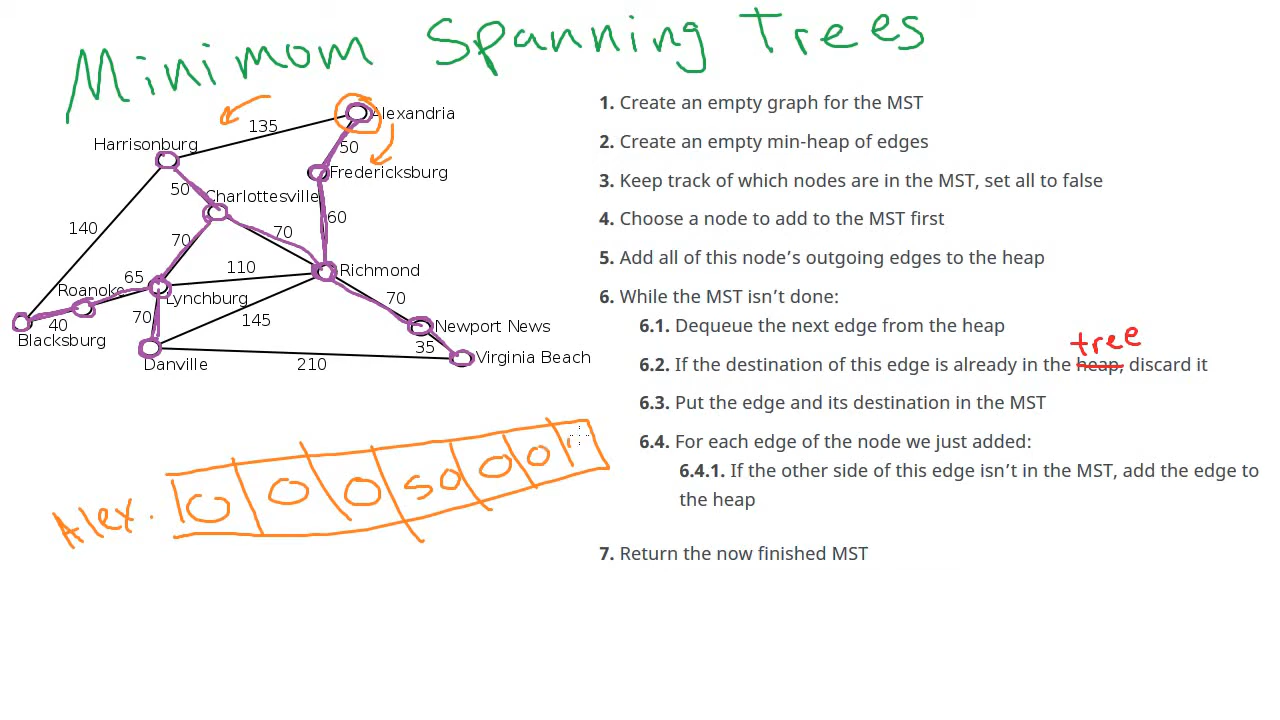 Minimom Spanning Trees
Alexandria
135
Harrisonburg
50
Fredericksburg
50
Charlottesville
60
140
70
70
110
Richmond
65
Roanoke
Lynchburg
70
40
70
145
Newport News
Blacksburg
35
Danville
210
Virginia Beach
1. Create an empty graph for the MST
2. Create an empty min-heap of edges
3. Keep track of which nodes are in the MST, set all to false
4. Choose a node to add to the MST first
5. Add all of this node's outgoing edges to the heap
6. While the MST isn't done:
6.1. Dequeue the next edge from the heap
tree
6.2. If the destination of this edge is already in the heap, discard it
6.3. Put the edge and its destination in the MST
6.4. For each edge of the node we just added:
6.4.1. If the other side of this edge isn't in the MST, add the edge to
the heap
7. Return the now finished MST
Alex. 0 0 0 50 0 0